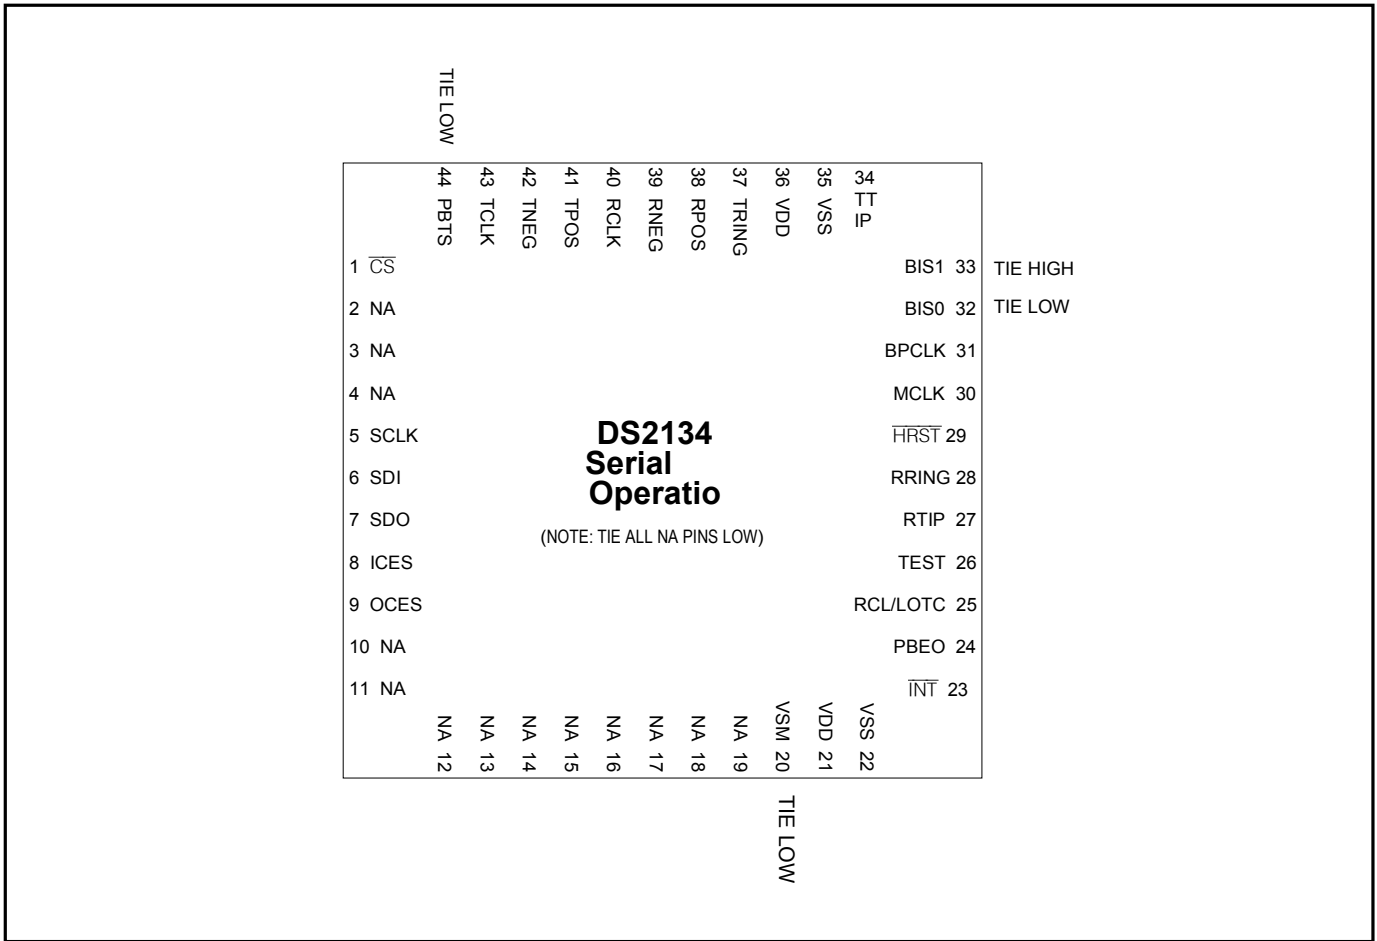 TIE LOW
44 PBTS
43 TCLK
42 TNEG
41 TPOS
40 RCLK
39 RNEG
38 RPOS
37 TRING
36 VDD
35 VSS
34
TT
IP
1 CS
2 NA
3 NA
4 NA
5 SCLK
6 SDI
7 SDO
8 ICES
9 OCES
10 NA
11 NA
DS2134
Serial
Operatio
(NOTE: TIE ALL NA PINS LOW)
BIS1 33 TIE HIGH
BIS0 32 TIE LOW
BPCLK 31
MCLK 30
HRST 29
RRING 28
RTIP 27
TEST 26
RCL/LOTC 25
PBEO 24
INT 23
NA 12
NA 13
NA 14
NA 15
NA 16
NA 17
NA 18
NA 19
VSM 20
VDD 21
VSS 22
TIE LOW